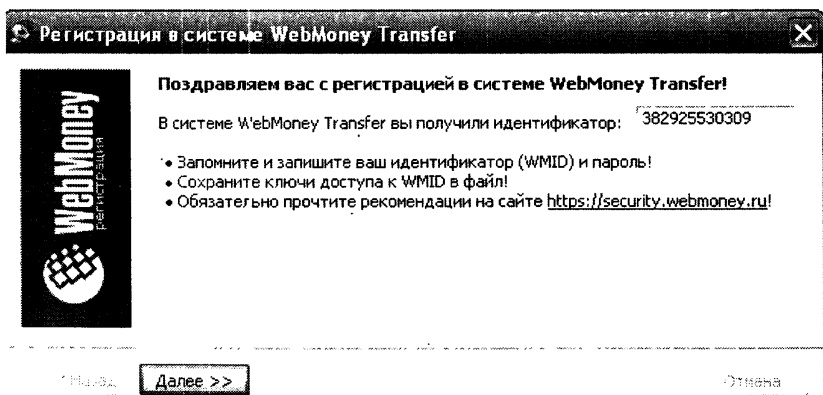 Регистрация в системе WebMoney Transfer
WebMoney
регистрация
Поздравляем вас с регистрацией в системе WebMoney Transfer!
В системе WebMoney Transfer вы получили идентификатор: 382925530309
• Запомните и запишите ваш идентификатор (WMID) и пароль!
• Сохраните ключи доступа к WMID в файл!
• Обязательно прочтите рекомендации на сайте https://security.webmoney.ru!
Назад Далее >> Отмена